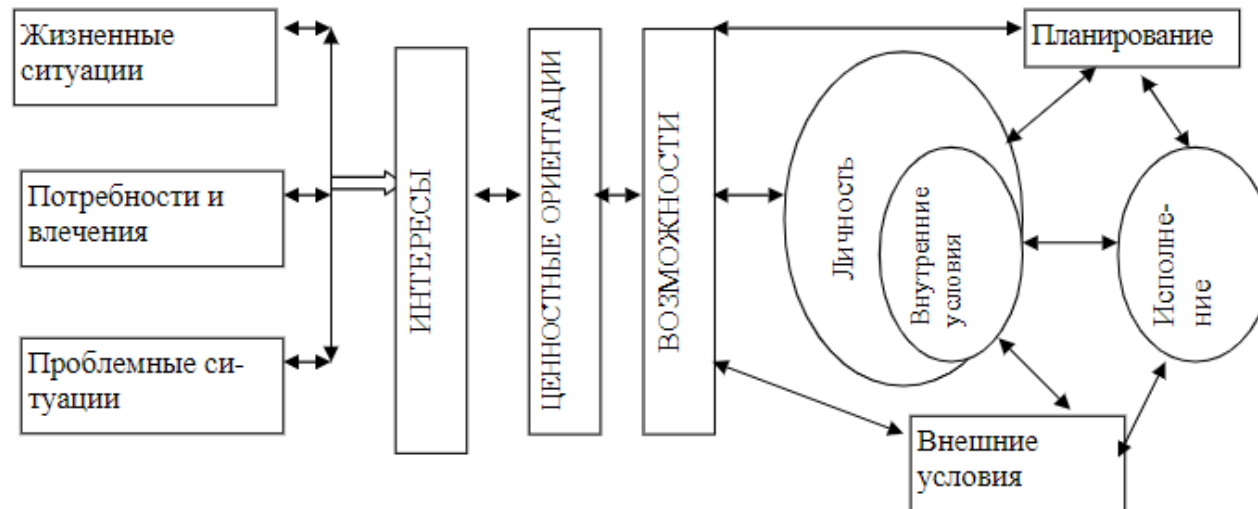 Жизненные
ситуации
Потребности и
влечения
Проблемные си-
туации
ИНТЕРЕСЫ
ЦЕННОСТНЫЕ ОРИЕНТАЦИИ
ВОЗМОЖНОСТИ
Личность
Внутренние
условия
Планирование
Исполне-
ние
Внешние
условия